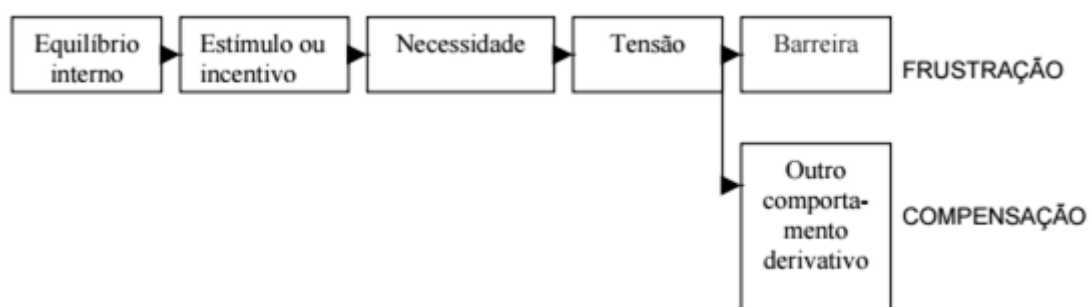 Equilíbrio
interno
Estímulo ou
incentivo
Necessidade
Tensão
Barreira
FRUSTRAÇÃO
Outro
comporta-
mento
derivativo
COMPENSAÇÃO